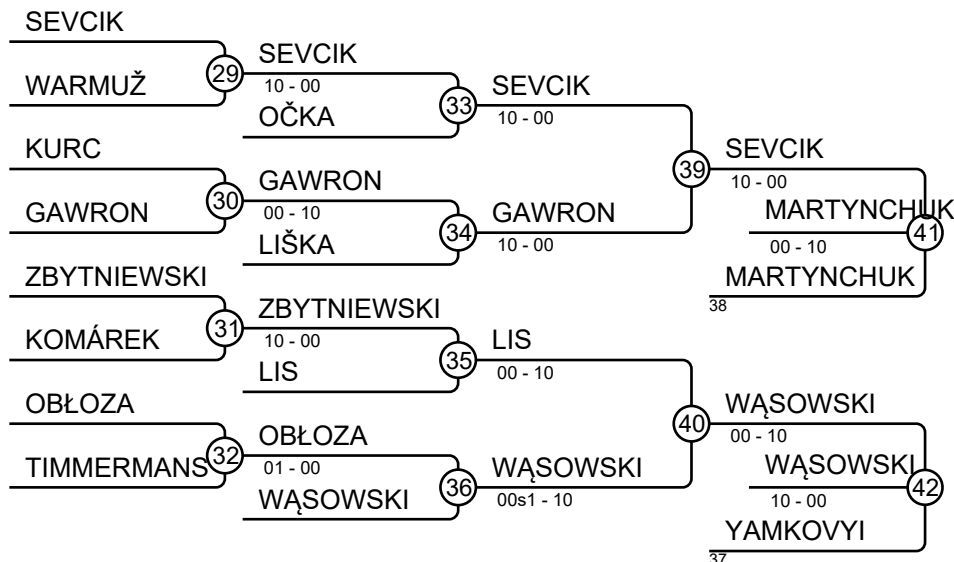 SEVCIK
WARMUŽ
29
SEVCIK
10 - 00
OČKA
33
SEVCIK
10 - 00
KURC
GAWRON
30
GAWRON
00 - 10
LIŠKA
34
GAWRON
10 - 00
39
SEVCIK
10 - 00
MARTYNCHUK
00 - 10
41
MARTYNCHUK
38
ZBYTNIEWSKI
KOMÁREK
31
ZBYTNIEWSKI
10 - 00
LIS
35
LIS
00 - 10
OBŁOZA
TIMMERMANS
32
OBŁOZA
01 - 00
WĄSOWSKI
36
WĄSOWSKI
00s1 - 10
40
WĄSOWSKI
00 - 10
WĄSOWSKI
10 - 00
42
YAMKOVYI
37